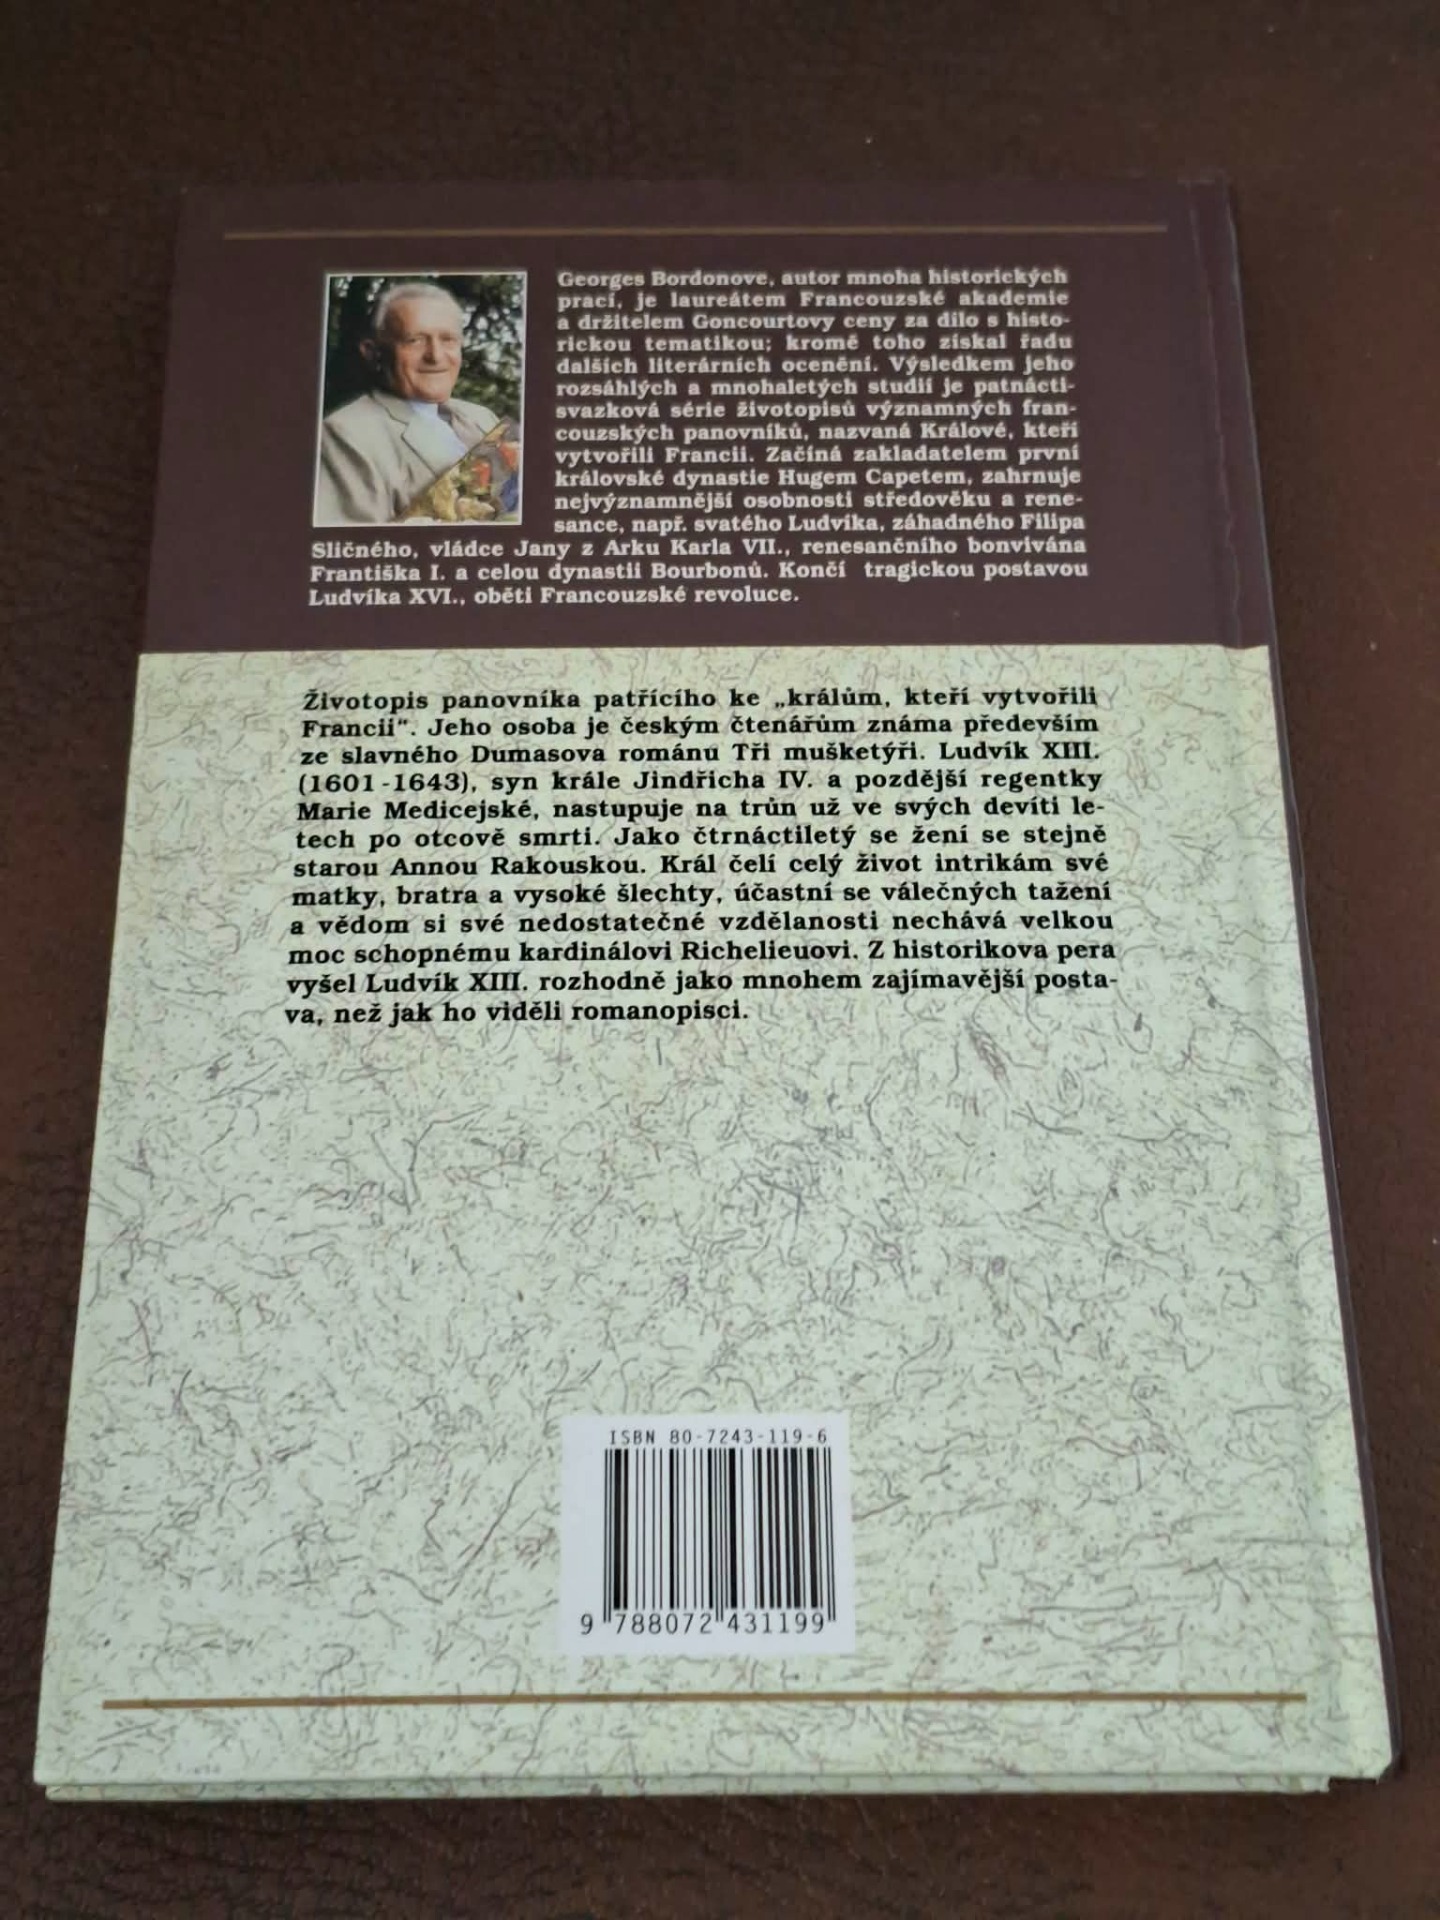 Georges Bordonove, autor mnoha historických
prací, je laureátem Francouzské akademie
a držitelem Goncourtovy ceny za dílo s histo-
rickou tematikou; kromě toho získal řadu
dalších literárních ocenění. Výsledkem jeho
rozsáhlých a mnohaletých studií je patnácti-
svazková série životopisů významných fran-
couzských panovníků, nazvaná Králové, kteří
vytvořili Francii. Začíná zakladatelem první
královské dynastie Hugem Capetem, zahrnuje
nejvýznamnější osobnosti středověku a rene-
sance, např. svatého Ludvíka, záhadného Filipa
Sličného, vládce Jany z Arku Karla VII., renesančního bonvivána
Františka I. a celou dynastii Bourbonů. Končí tragickou postavou
Ludvíka XVI., oběti Francouzské revoluce.
Životopis panovníka patřícího ke „králům, kteří vytvořili
Francii“. Jeho osoba je českým čtenářům známa především
ze slavného Dumasova románu Tři mušketýři. Ludvík XIII.
(1601-1643), syn krále Jindřicha IV. a pozdější regentky
Marie Medicejské, nastupuje na trůn už ve svých devíti le-
tech po otcově smrti. Jako čtrnáctiletý se žení se stejně
starou Annou Rakouskou. Král čelí celý život intrikám své
matky, bratra a vysoké šlechty, účastní se válečných tažení
a vědom si své nedostatečné vzdělanosti nechává velkou
moc schopnému kardinálovi Richelieuovi. Z historikova pera
vyšel Ludvík XIII. rozhodně jako mnohem zajímavější posta-
va, než jak ho viděli romanopisci.
ISBN 80-7243-119-6
9 788072 431199